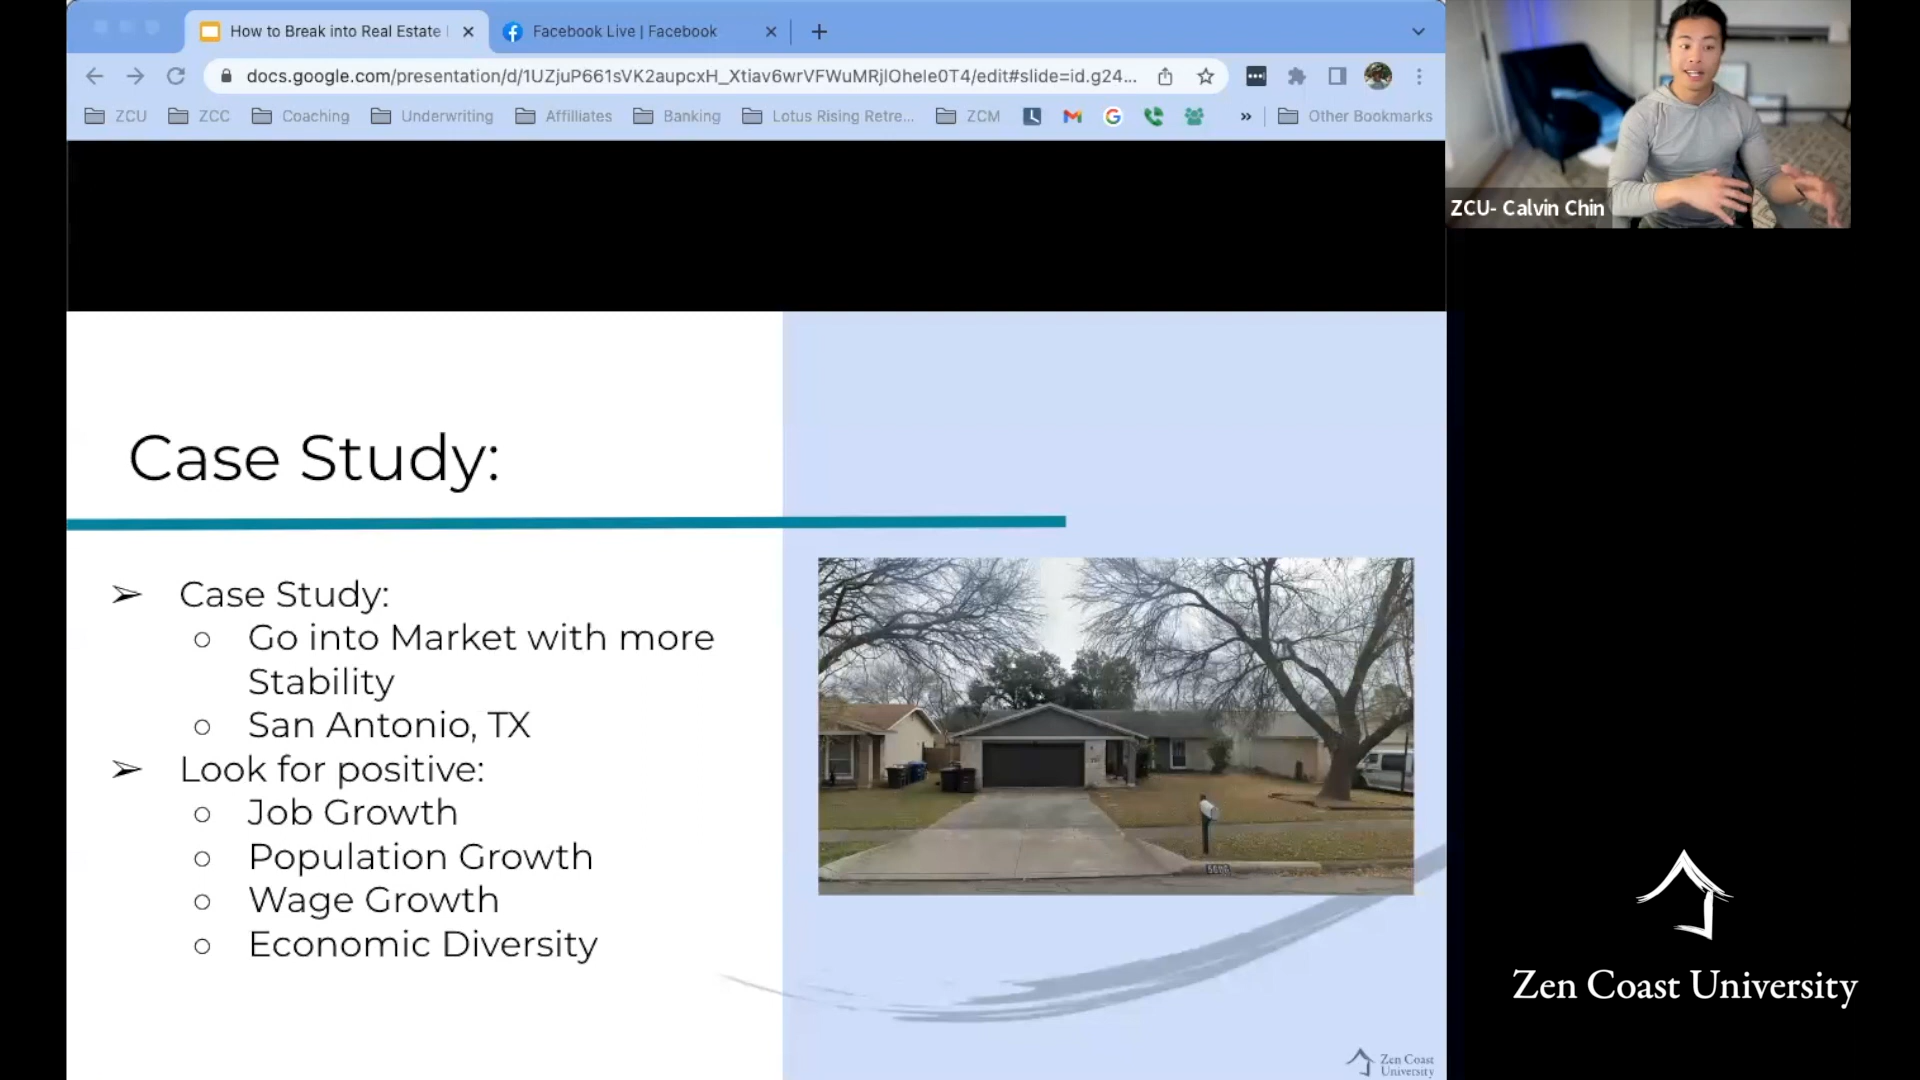 How to Break into Real Estate
Facebook Live | Facebook
docs.google.com/presentation/d/1UZjuP661sVK2aupcxH_Xtiav6wrVFWuMRjlOhele0T4/edit#slide=id.g24...
ZCU
ZCC
Coaching
Underwriting
Affilliates
Banking
Lotus Rising Retre...
ZCM
»
Other Bookmarks
ZCU- Calvin Chin
Case Study:
➢ Case Study:
○ Go into Market with more
Stability
○ San Antonio, TX
➢ Look for positive:
○ Job Growth
○ Population Growth
○ Wage Growth
○ Economic Diversity
Zen Coast University
Zen Coast
University